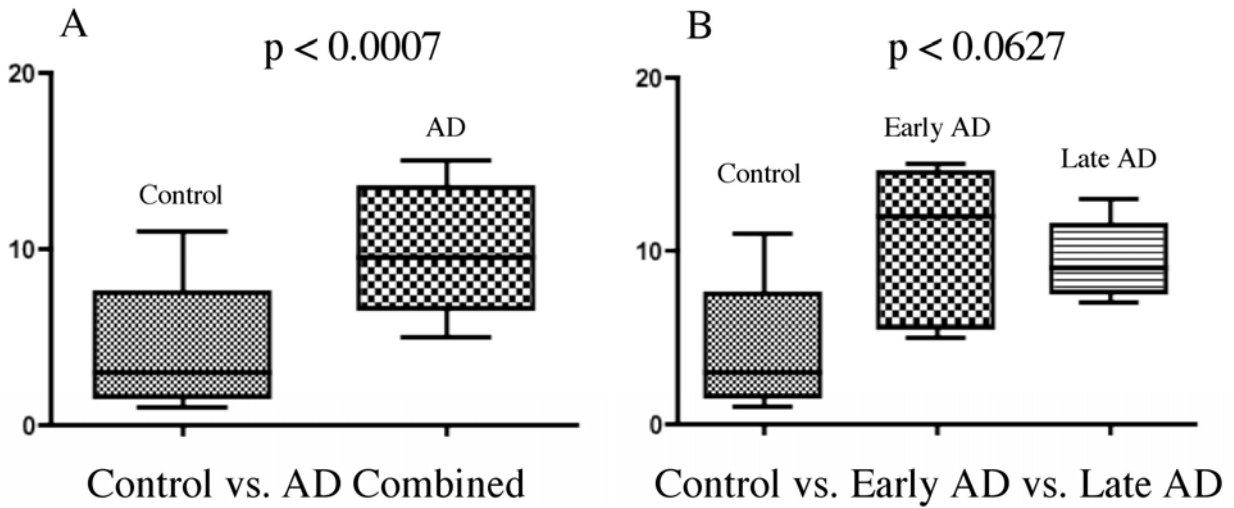 A
p < 0.0007
20
10
0
Control
AD
Control vs. AD Combined
B
p < 0.0627
20
10
0
Control
Early AD
Late AD
Control vs. Early AD vs. Late AD